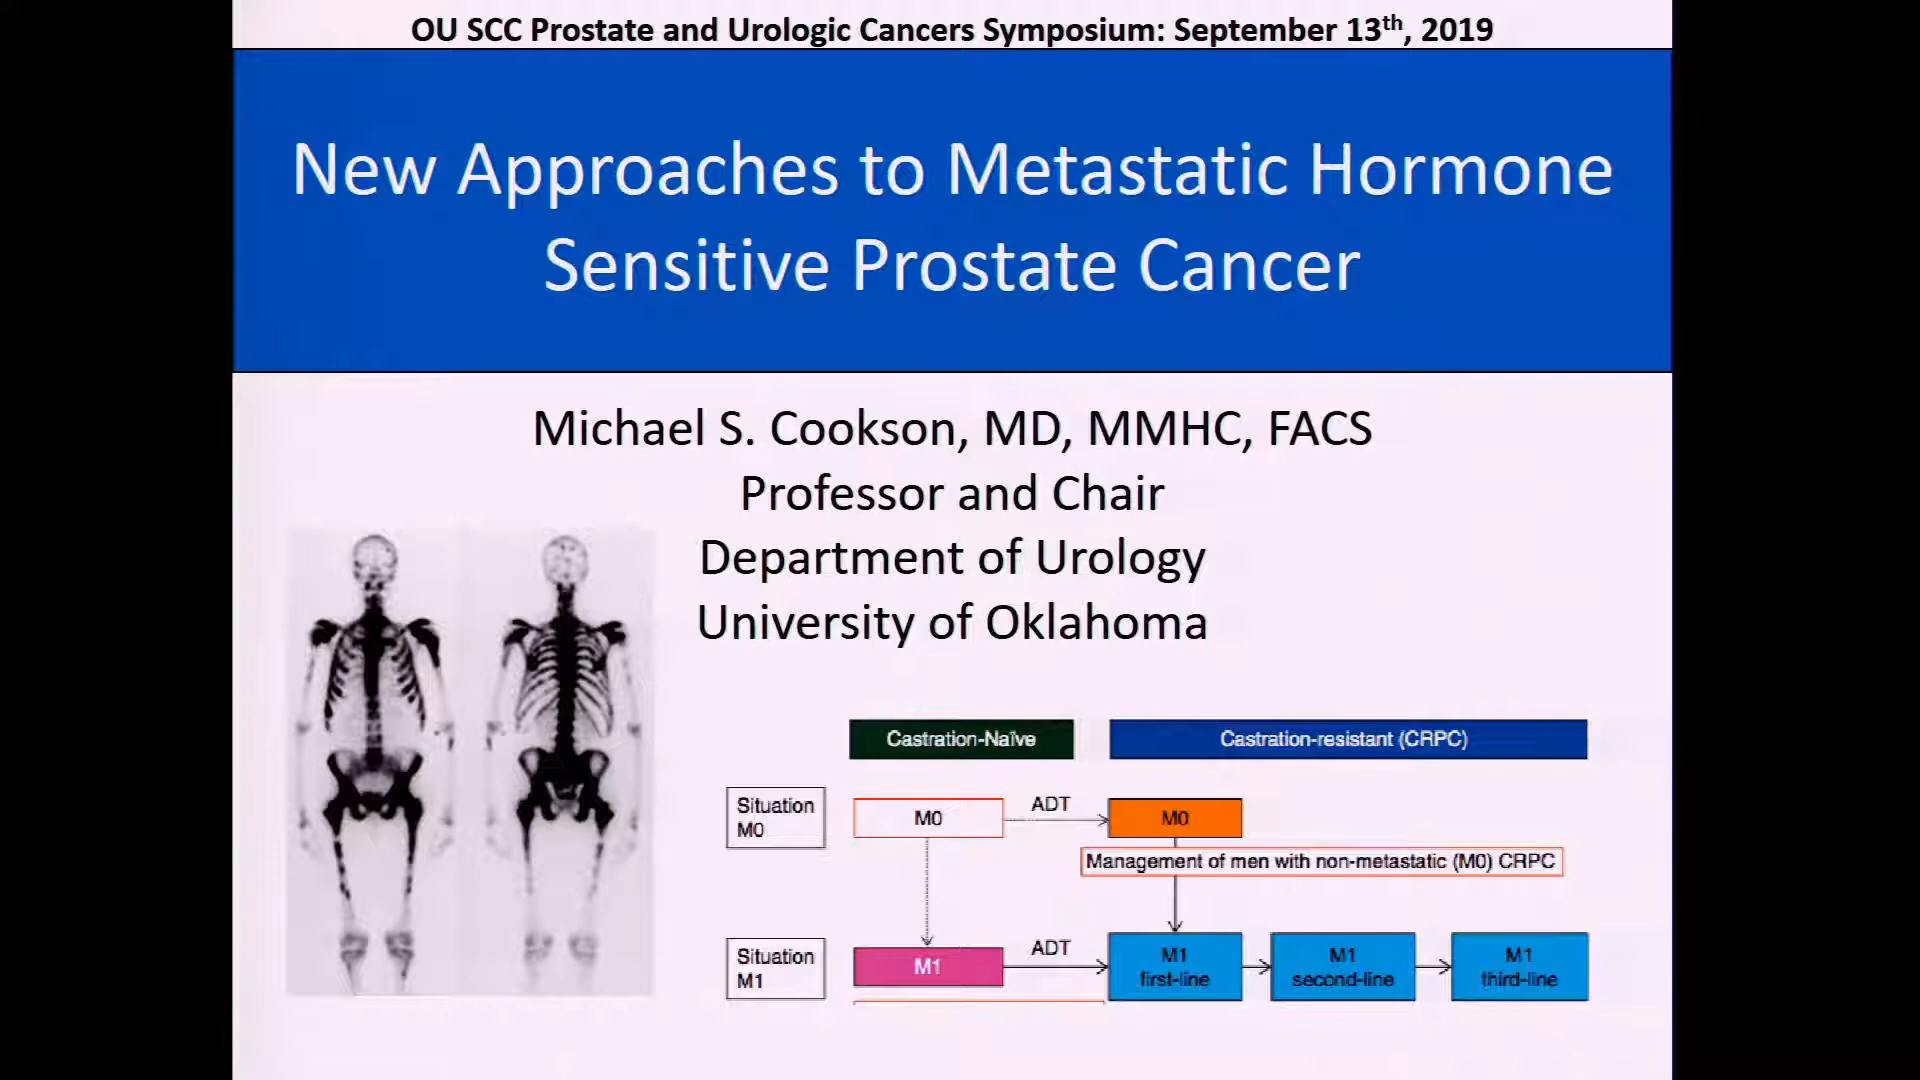 OU SCC Prostate and Urologic Cancers Symposium: September 13th, 2019
New Approaches to Metastatic Hormone
Sensitive Prostate Cancer
Michael S. Cookson, MD, MMHC, FACS
Professor and Chair
Department of Urology
University of Oklahoma
Castration-Naïve
Castration-resistant (CRPC)
Situation
M0
M0
ADT
M0
Management of men with non-metastatic (M0) CRPC
Situation
M1
M1
ADT
M1
first-line
M1
second-line
M1
third-line